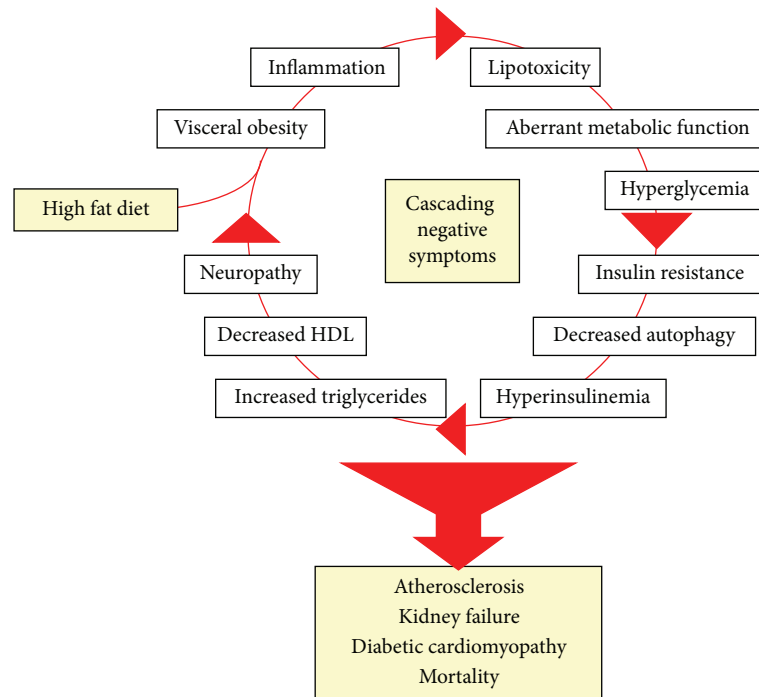 Inflammation
Lipotoxicity
Visceral obesity
Aberrant metabolic function
High fat diet
Cascading
negative
symptoms
Hyperglycemia
Neuropathy
Insulin resistance
Decreased HDL
Decreased autophagy
Increased triglycerides
Hyperinsulinemia
Atherosclerosis
Kidney failure
Diabetic cardiomyopathy
Mortality